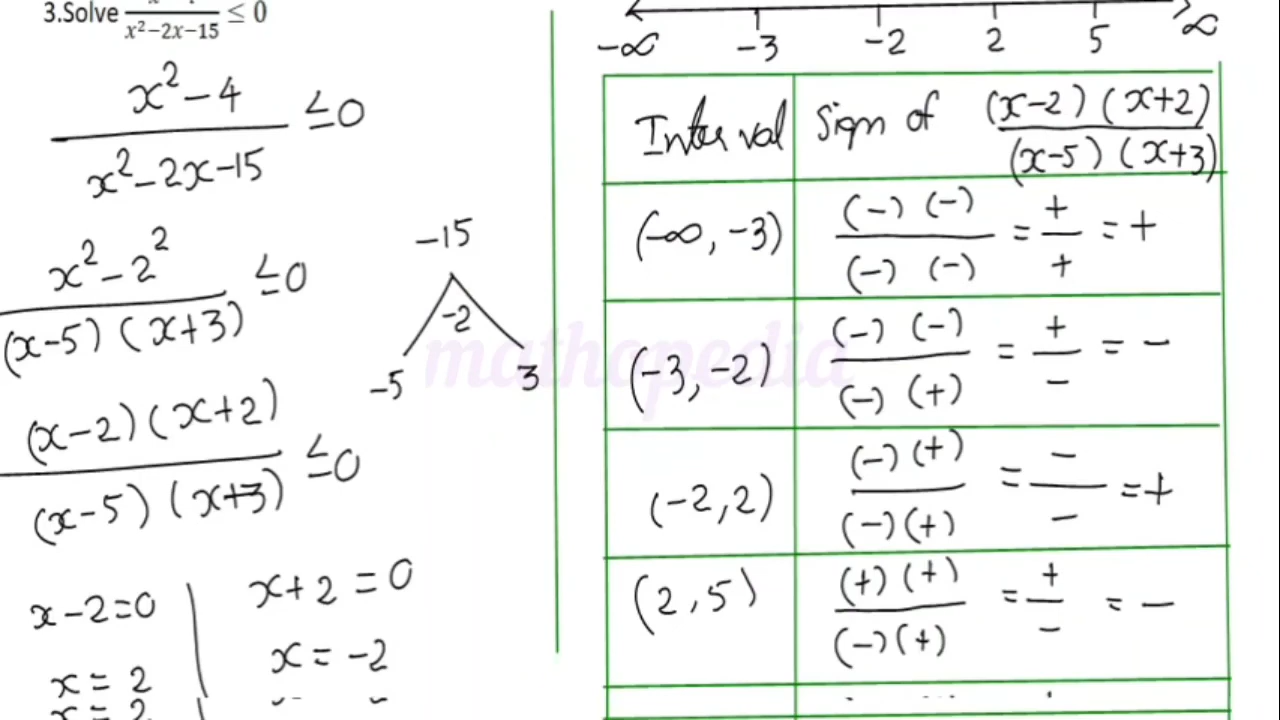 3.Solve
x²−2x−15 ≤ 0
x² − 4 ≤ 0
x² − 2x − 15
x² − 2² ≤ 0
(x−5) (x+3)
−15
−2
−5 3
(x−2) (x+2) ≤ 0
(x−5) (x+3)
x−2=0
x+2=0
x = 2
x = −2
x = 2
−∞ −3 −2 2 5 ∞
Interval Sign of (x−2) (x+2)
(x−5) (x+3)
(−∞, −3) (−) (−) = + = +
(−) (−) +
(−3, −2) (−) (−) = + = −
(−) (+) −
(−2, 2) (−) (+) = − = +
(−) (+) −
(2, 5) (+) (+) = + = −
(−) (+) −
mathopedia